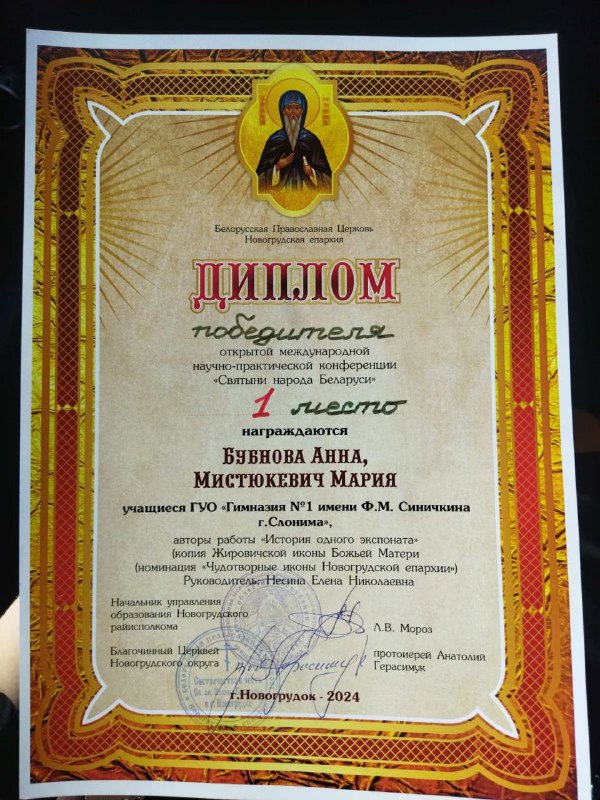 Белорусская Православная Церковь
Новогрудская епархия
ДИПЛОМ
победителя
открытой международной
научно-практической конференции
«Святыни народа Беларуси»
1 место
награждаются
Бубнова Анна,
Мистюкевич Мария
учащиеся ГУО «Гимназия №1 имени Ф.М. Синичкина
г.Слонима»,
авторы работы «История одного экспоната»
(копия Жировичской иконы Божьей Матери
(номинация «Чудотворные иконы Новогрудской епархии»)
Руководитель: Несина Елена Николаевна
Начальник управления
образования Новогрудского
райисполкома
Л.В. Мороз
Благочинный Церквей
Новогрудского округа
протоиерей Анатолий
Герасимук
г.Новогрудок - 2024